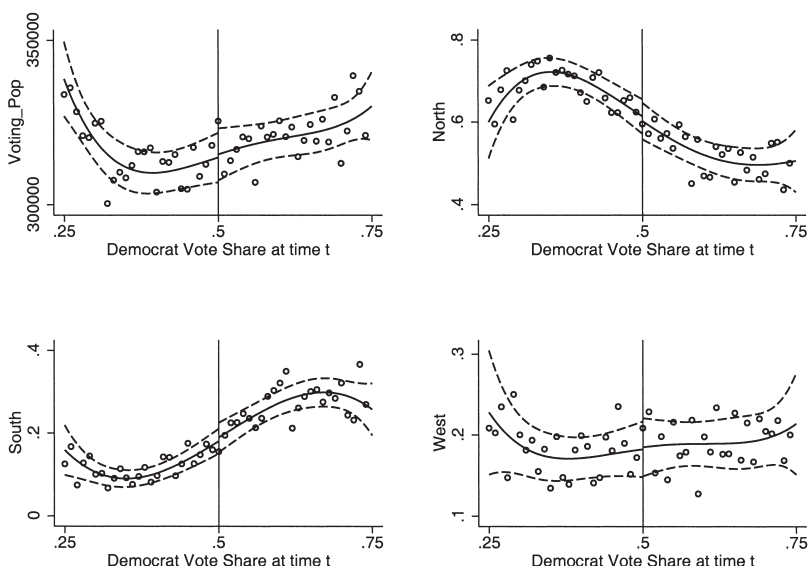 Voting_Pop
350000
300000
.25
.5
.75
Democrat Vote Share at time t
North
.8
.6
.4
.25
.5
.75
Democrat Vote Share at time t
South
.4
.2
0
.25
.5
.75
Democrat Vote Share at time t
West
.3
.2
.1
.25
.5
.75
Democrat Vote Share at time t